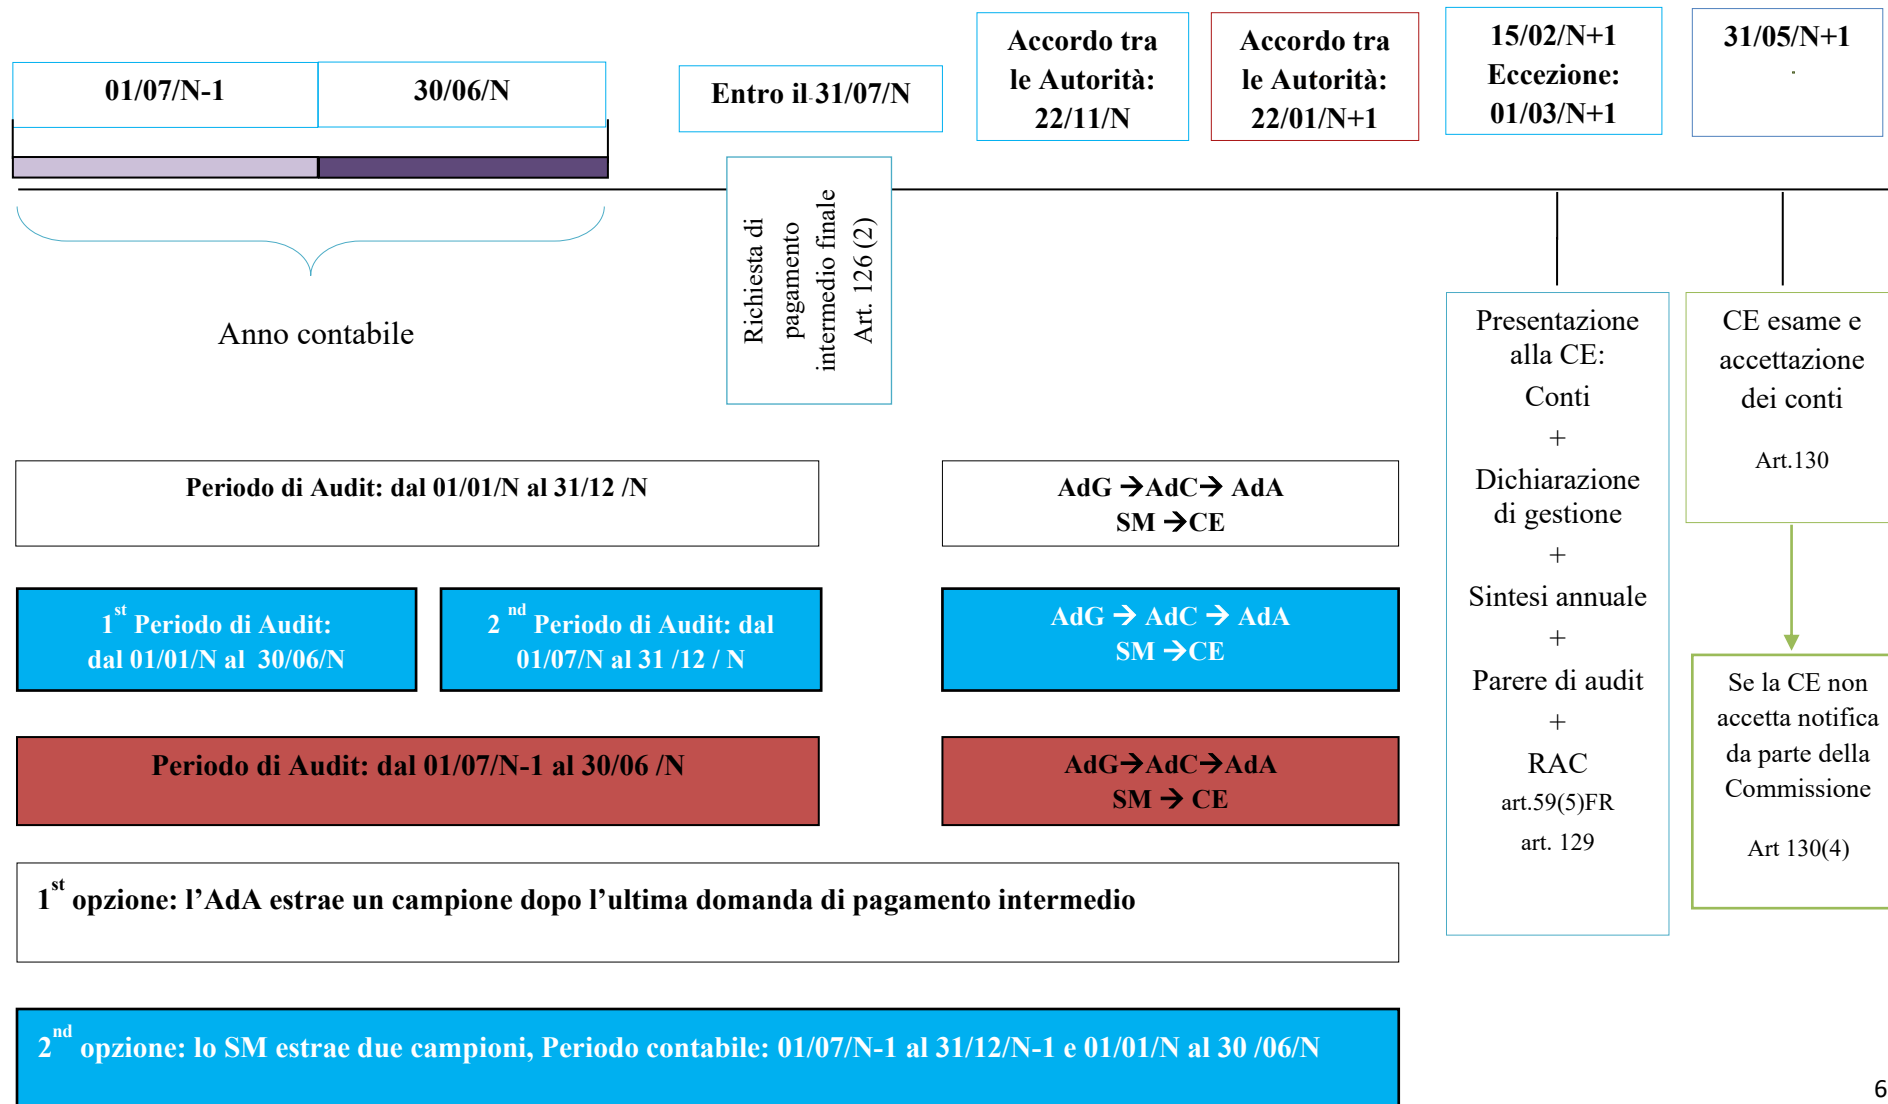 01/07/N-1
30/06/N
Entro il 31/07/N
Accordo tra
le Autorità:
22/11/N
Accordo tra
le Autorità:
22/01/N+1
15/02/N+1
Eccezione:
01/03/N+1
31/05/N+1
Anno contabile
Richiesta di
pagamento
intermedio finale
Art. 126 (2)
Presentazione
alla CE:
Conti
+
Dichiarazione
di gestione
+
Sintesi annuale
+
Parere di audit
+
RAC
art.59(5)FR
art. 129
CE esame e
accettazione
dei conti
Art.130
Se la CE non
accetta notifica
da parte della
Commissione
Art 130(4)
Periodo di Audit: dal 01/01/N al 31/12 /N
AdG →AdC→ AdA
SM →CE
1st Periodo di Audit:
dal 01/01/N al 30/06/N
2 nd Periodo di Audit: dal
01/07/N al 31 /12 / N
AdG → AdC → AdA
SM →CE
Periodo di Audit: dal 01/07/N-1 al 30/06 /N
AdG→AdC→AdA
SM → CE
1st opzione: l’AdA estrae un campione dopo l’ultima domanda di pagamento intermedio
2nd opzione: lo SM estrae due campioni, Periodo contabile: 01/07/N-1 al 31/12/N-1 e 01/01/N al 30 /06/N
6